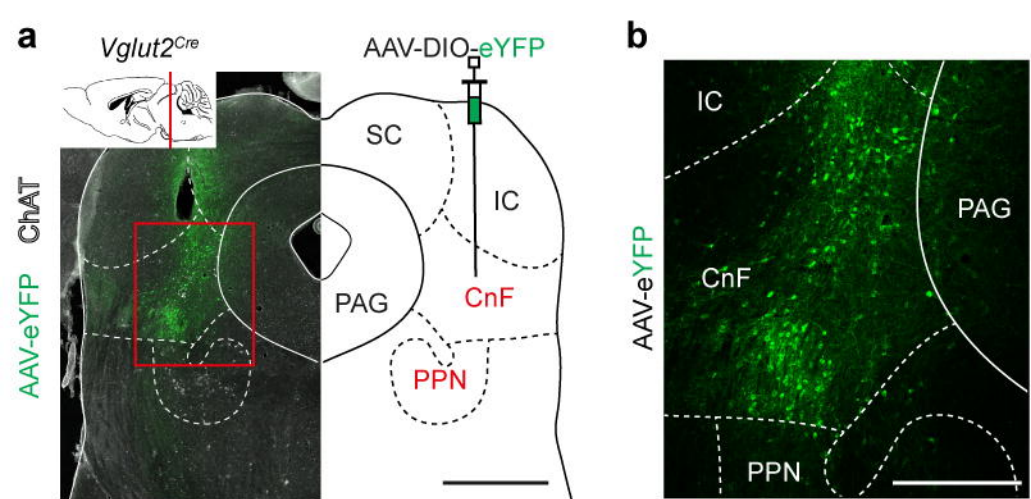 a
Vglut2Cre
AAV-DIO-eYFP
AAV-eYFP ChAT
SC
IC
PAG
CnF
PPN
b
AAV-eYFP
IC
PAG
CnF
PPN